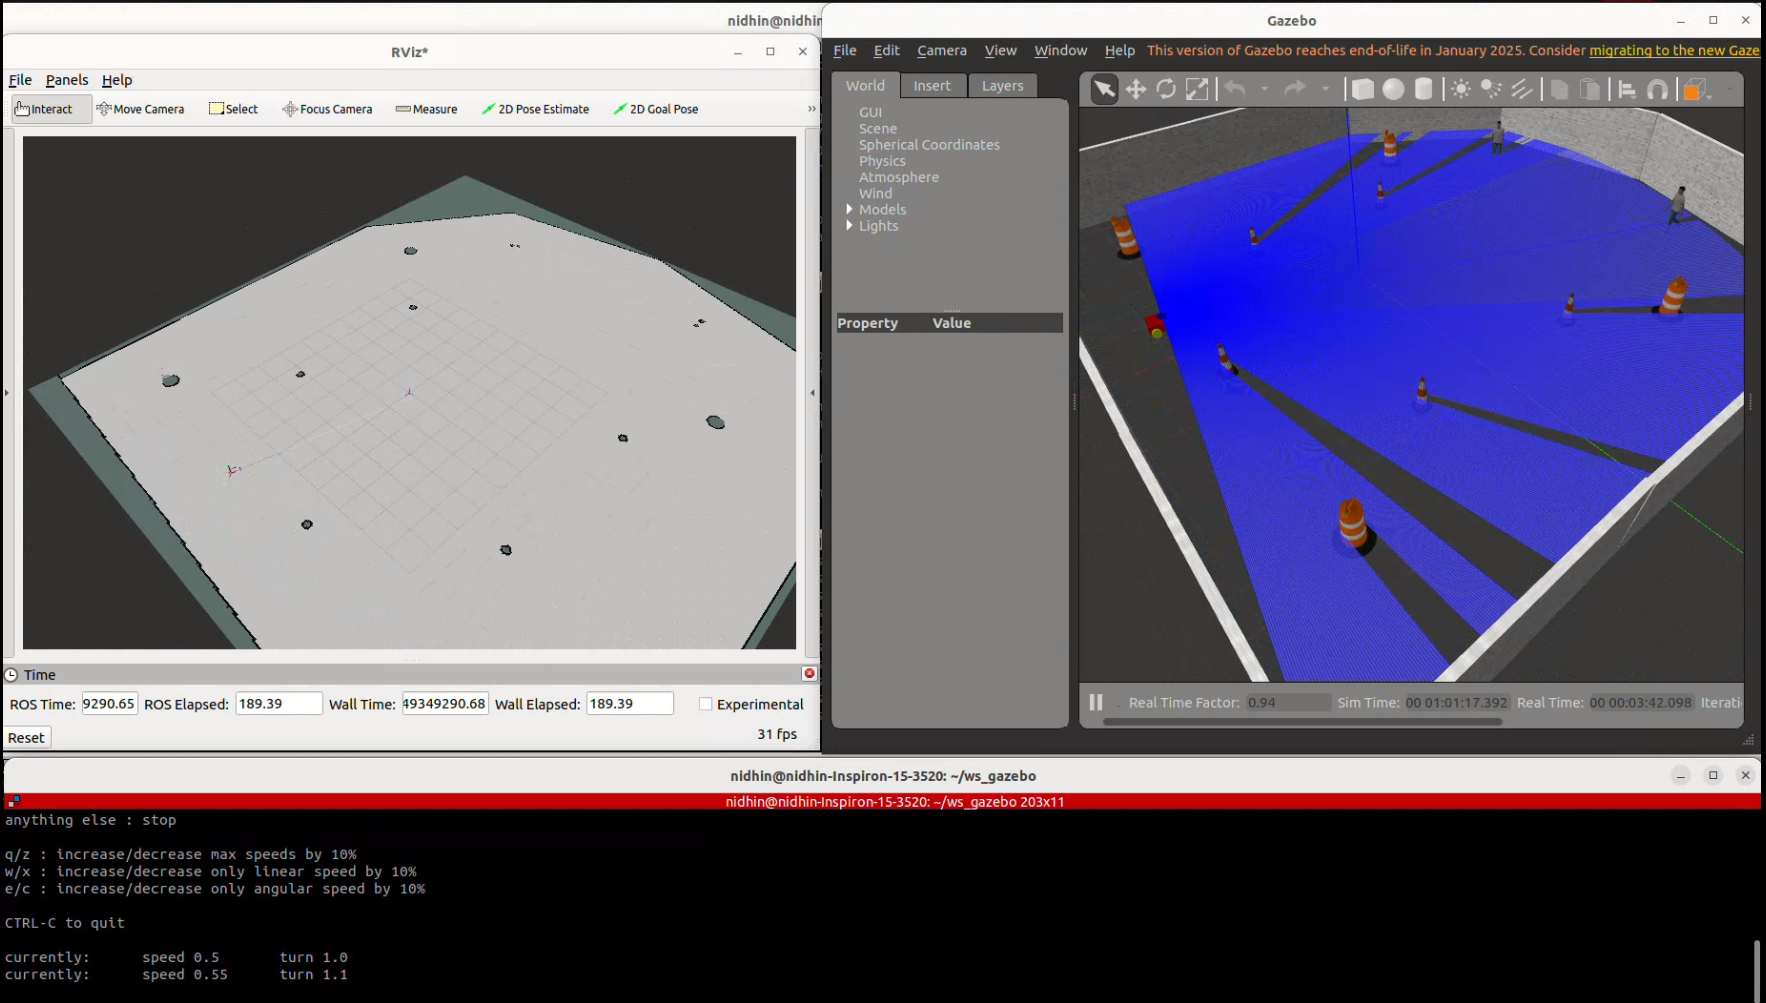 nidhin@nidhin
RViz*
File Panels Help
Interact Move Camera Select Focus Camera Measure 2D Pose Estimate 2D Goal Pose »
Time
ROS Time: 9290.65 ROS Elapsed: 189.39 Wall Time: 49349290.68 Wall Elapsed: 189.39 Experimental
Reset
31 fps
Gazebo
File Edit Camera View Window Help This version of Gazebo reaches end-of-life in January 2025. Consider migrating to the new Gaze
World Insert Layers
GUI
Scene
Spherical Coordinates
Physics
Atmosphere
Wind
Models
Lights
Property Value
Real Time Factor: 0.94 Sim Time: 00 01:01:17.392 Real Time: 00 00:03:42.098 Iterati
nidhin@nidhin-Inspiron-15-3520: ~/ws_gazebo
nidhin@nidhin-Inspiron-15-3520: ~/ws_gazebo 203x11
anything else : stop
q/z : increase/decrease max speeds by 10%
w/x : increase/decrease only linear speed by 10%
e/c : increase/decrease only angular speed by 10%
CTRL-C to quit
currently: speed 0.5 turn 1.0
currently: speed 0.55 turn 1.1